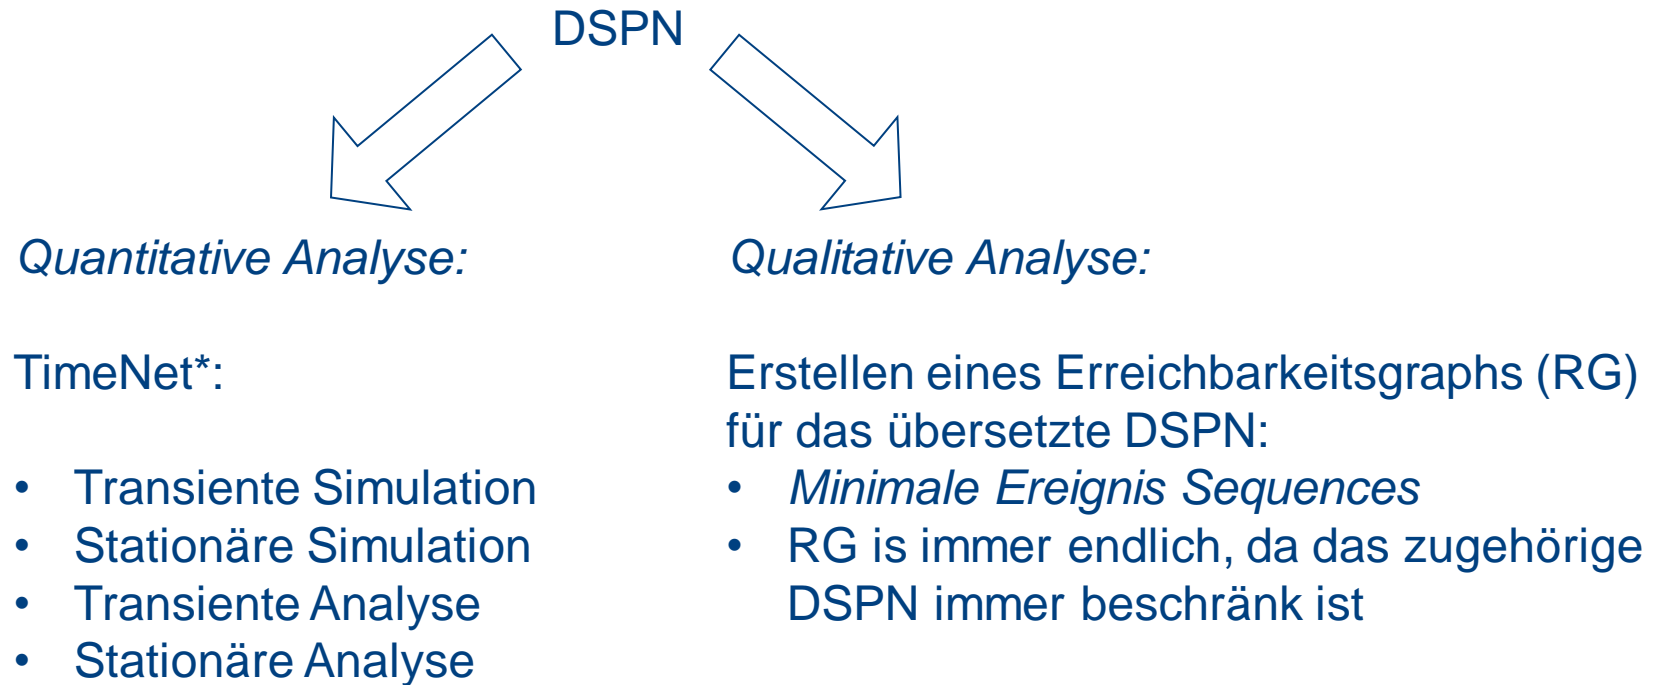 DSPN
Quantitative Analyse:
TimeNet*:
• Transiente Simulation
• Stationäre Simulation
• Transiente Analyse
• Stationäre Analyse
Qualitative Analyse:
Erstellen eines Erreichbarkeitsgraphs (RG)
für das übersetzte DSPN:
• Minimale Ereignis Sequences
• RG is immer endlich, da das zugehörige
DSPN immer beschränk ist